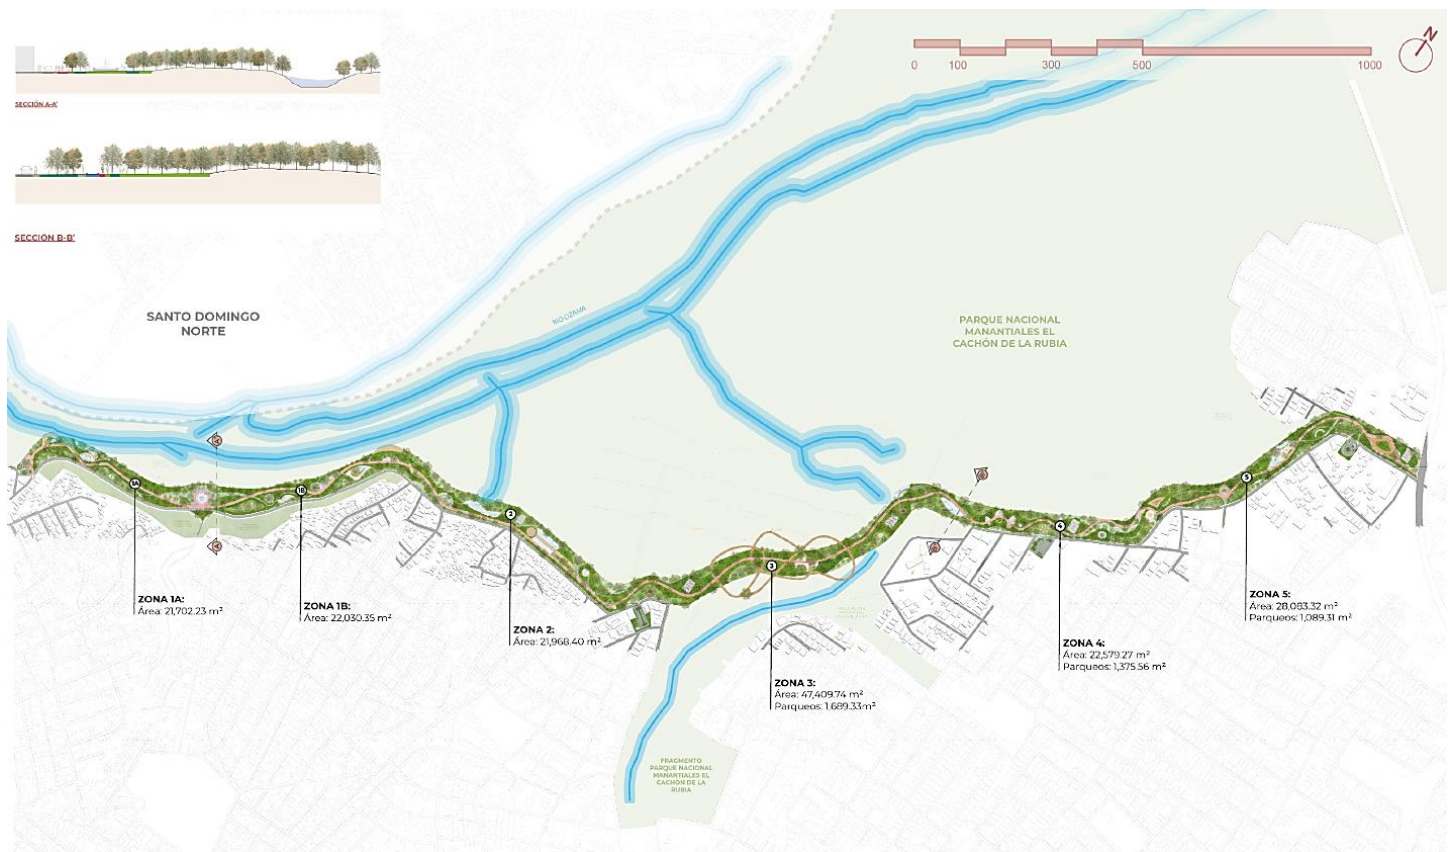 SECCIÓN A-A'
SECCIÓN B-B'
N
0 100 300 500 1000
SANTO DOMINGO
NORTE
RÍO OZAMA
PARQUE NACIONAL
MANANTIALES EL
CACHÓN DE LA RUBIA
1A
1B
2
3
4
5
ZONA 1A:
Área: 21,702.23 m²
ZONA 1B:
Área: 22,030.35 m²
ZONA 2:
Área: 21,968.40 m²
ZONA 3:
Área: 47,409.74 m²
Parqueos: 1,689.33m²
ZONA 4:
Área: 22,579.27 m²
Parqueos: 1,375.56 m²
ZONA 5:
Área: 28,083.32 m²
Parqueos: 1,089.31 m²
FRAGMENTO
PARQUE NACIONAL
MANANTIALES EL
CACHÓN DE LA
RUBIA